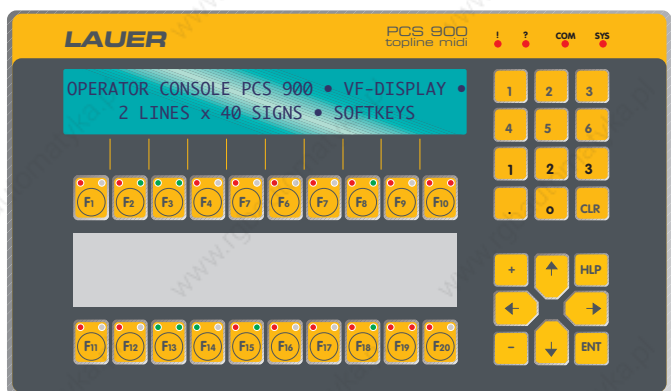 LAUER
PCS 900
topline midi
! ? COM SYS
OPERATOR CONSOLE PCS 900 • VF-DISPLAY •
2 LINES x 40 SIGNS • SOFTKEYS
1 2 3
4 5 6
1 2 3
. o CLR
F1 F2 F3 F4 F7 F6 F7 F8 F9 F10
+ ↑ HLP
← →
- ↓ ENT
F11 F12 F13 F14 F15 F16 F17 F18 F19 F20